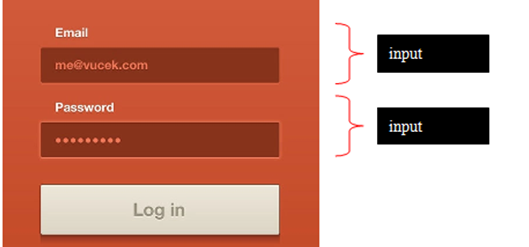 Email
me@vucek.com
input
Password
•••••••••
input
Log in